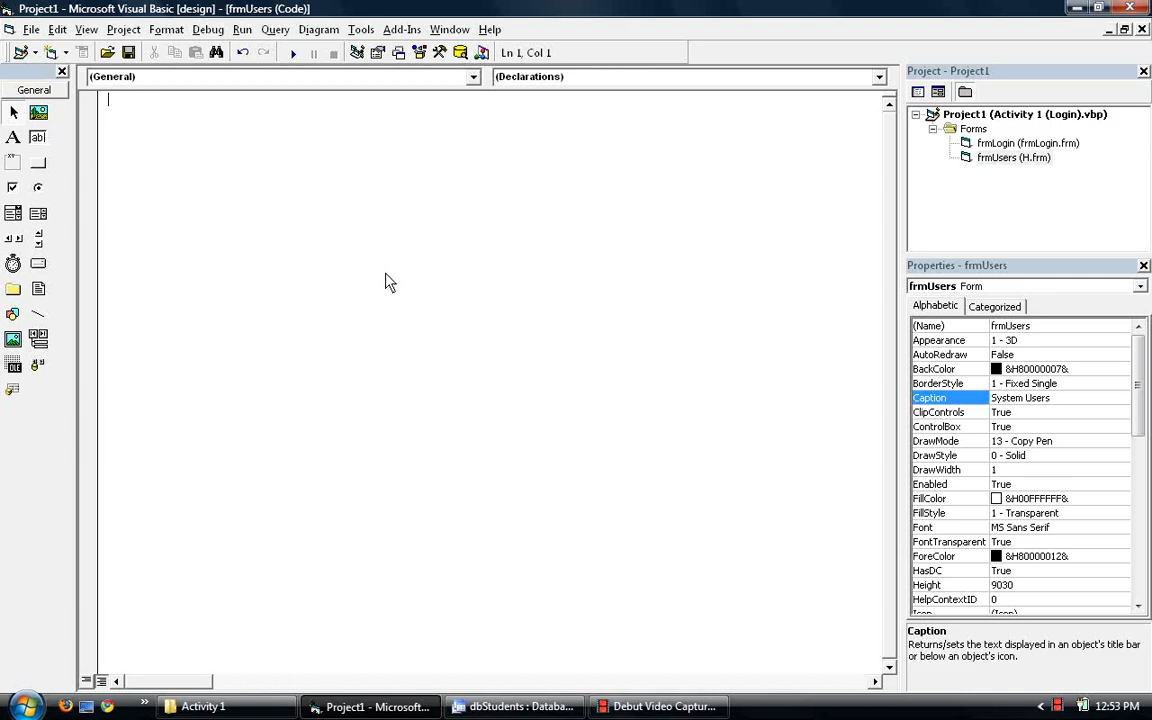 Project1 - Microsoft Visual Basic [design] - [frmUsers (Code)]
File Edit View Project Format Debug Run Query Diagram Tools Add-Ins Window Help
Ln 1, Col 1
General
(General)
(Declarations)
Project - Project1
Project1 (Activity 1 (Login).vbp)
Forms
frmLogin (frmLogin.frm)
frmUsers (H.frm)
Properties - frmUsers
frmUsers Form
Alphabetic Categorized
(Name) frmUsers
Appearance 1 - 3D
AutoRedraw False
BackColor &H80000007&
BorderStyle 1 - Fixed Single
Caption System Users
ClipControls True
ControlBox True
DrawMode 13 - Copy Pen
DrawStyle 0 - Solid
DrawWidth 1
Enabled True
FillColor &H00FFFFFF&
FillStyle 1 - Transparent
Font MS Sans Serif
FontTransparent True
ForeColor &H80000012&
HasDC True
Height 9030
HelpContextID 0
Icon (Icon)
Caption
Returns/sets the text displayed in an object's title bar
or below an object's icon.
Activity 1
Project1 - Microsoft...
dbStudents : Databa...
Debut Video Captur...
12:53 PM